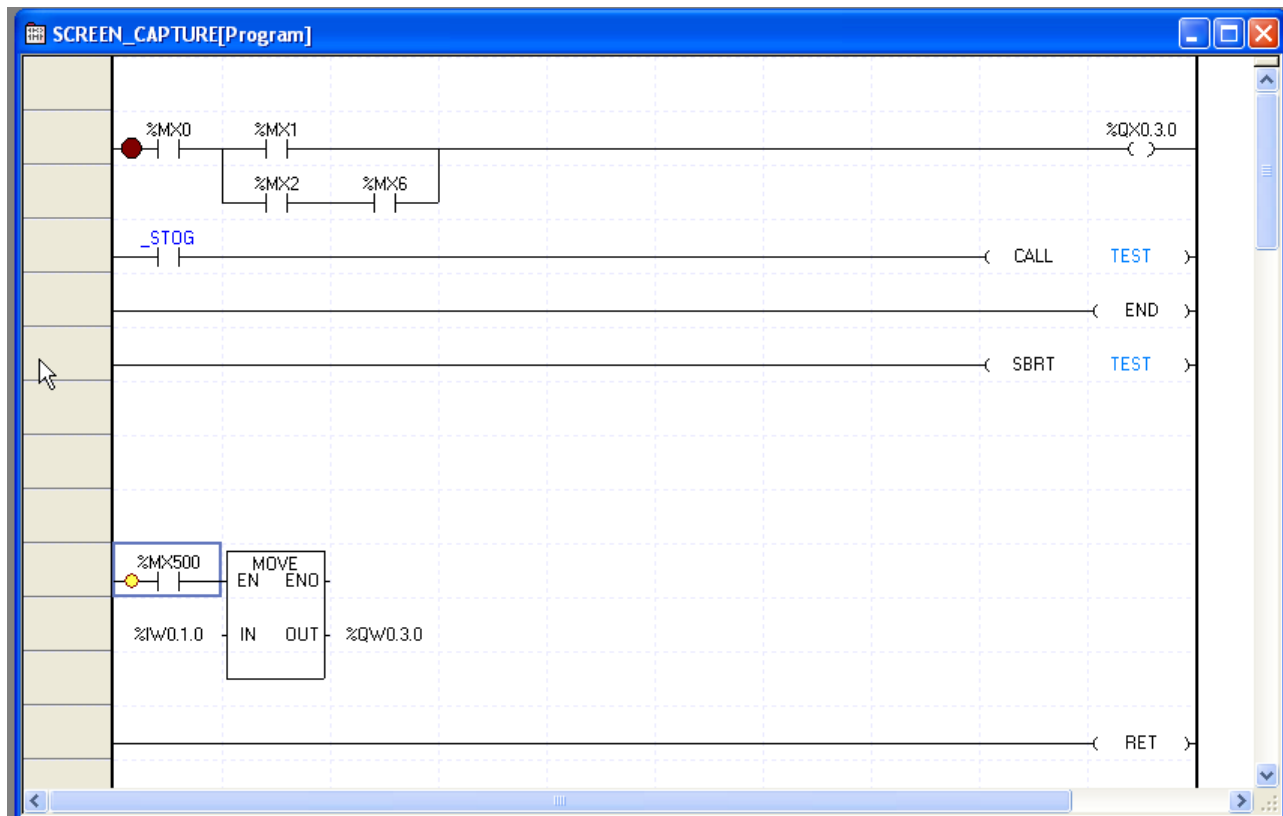 SCREEN_CAPTURE[Program]
%MX0 %MX1 %QX0.3.0
%MX2 %MX6
_STOG
CALL TEST
END
SBRT TEST
%MX500 MOVE
EN ENO
%IW0.1.0 IN OUT %QW0.3.0
RET